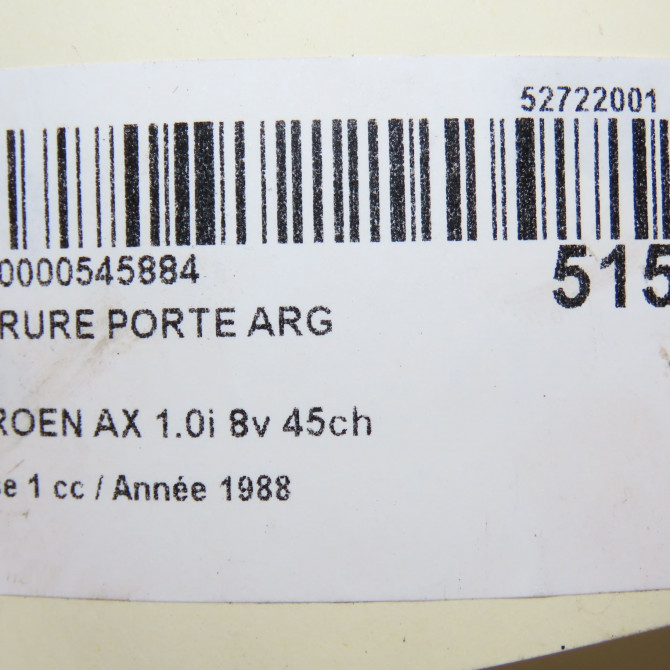 52722001
0000545884
515
RURE PORTE ARG
ROEN AX 1.0i 8v 45ch
e 1 cc / Année 1988